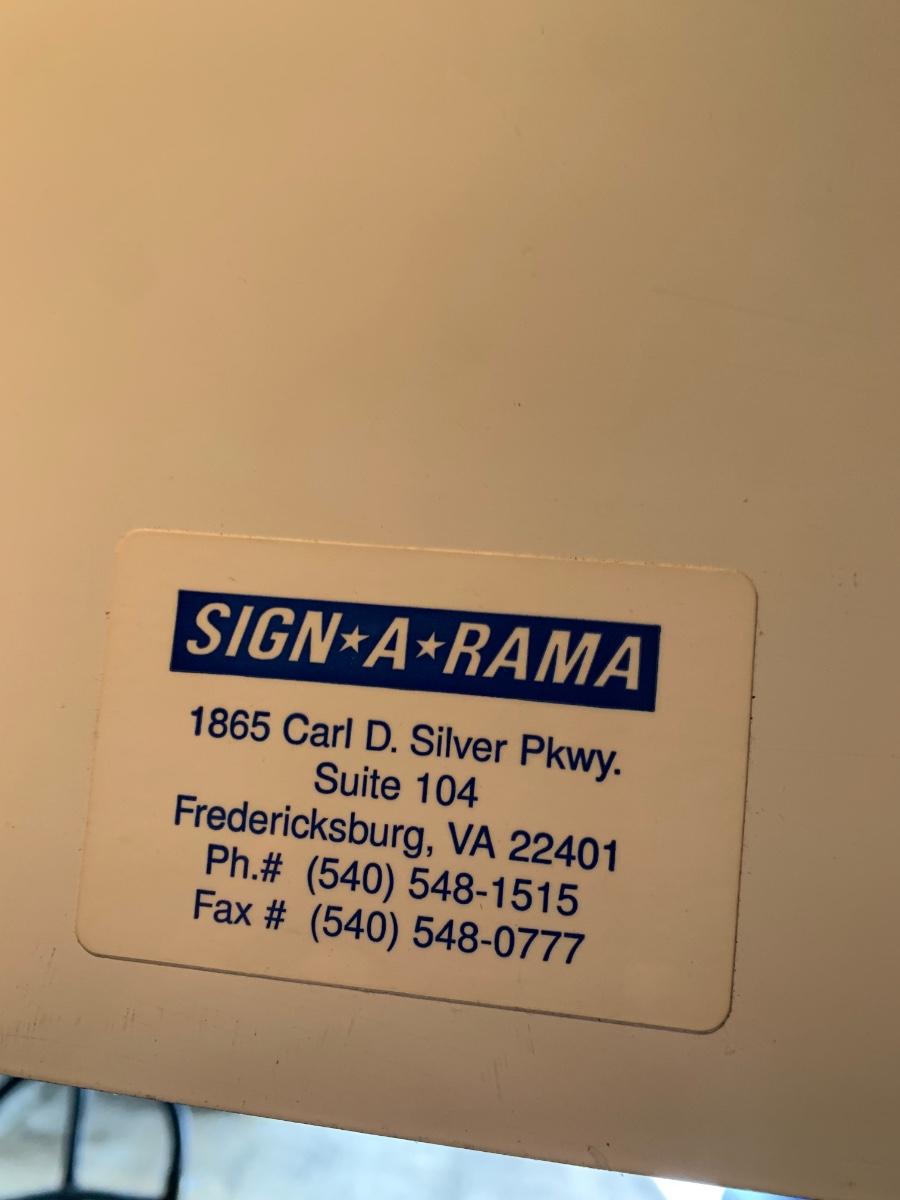 SIGN★A★RAMA
1865 Carl D. Silver Pkwy.
Suite 104
Fredericksburg, VA 22401
Ph.# (540) 548-1515
Fax # (540) 548-0777